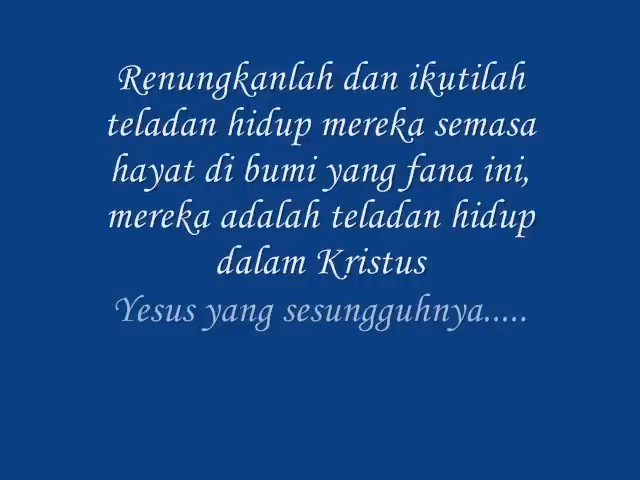 Renungkanlah dan ikutilah
teladan hidup mereka semasa
hayat di bumi yang fana ini,
mereka adalah teladan hidup
dalam Kristus
Yesus yang sesungguhnya.....